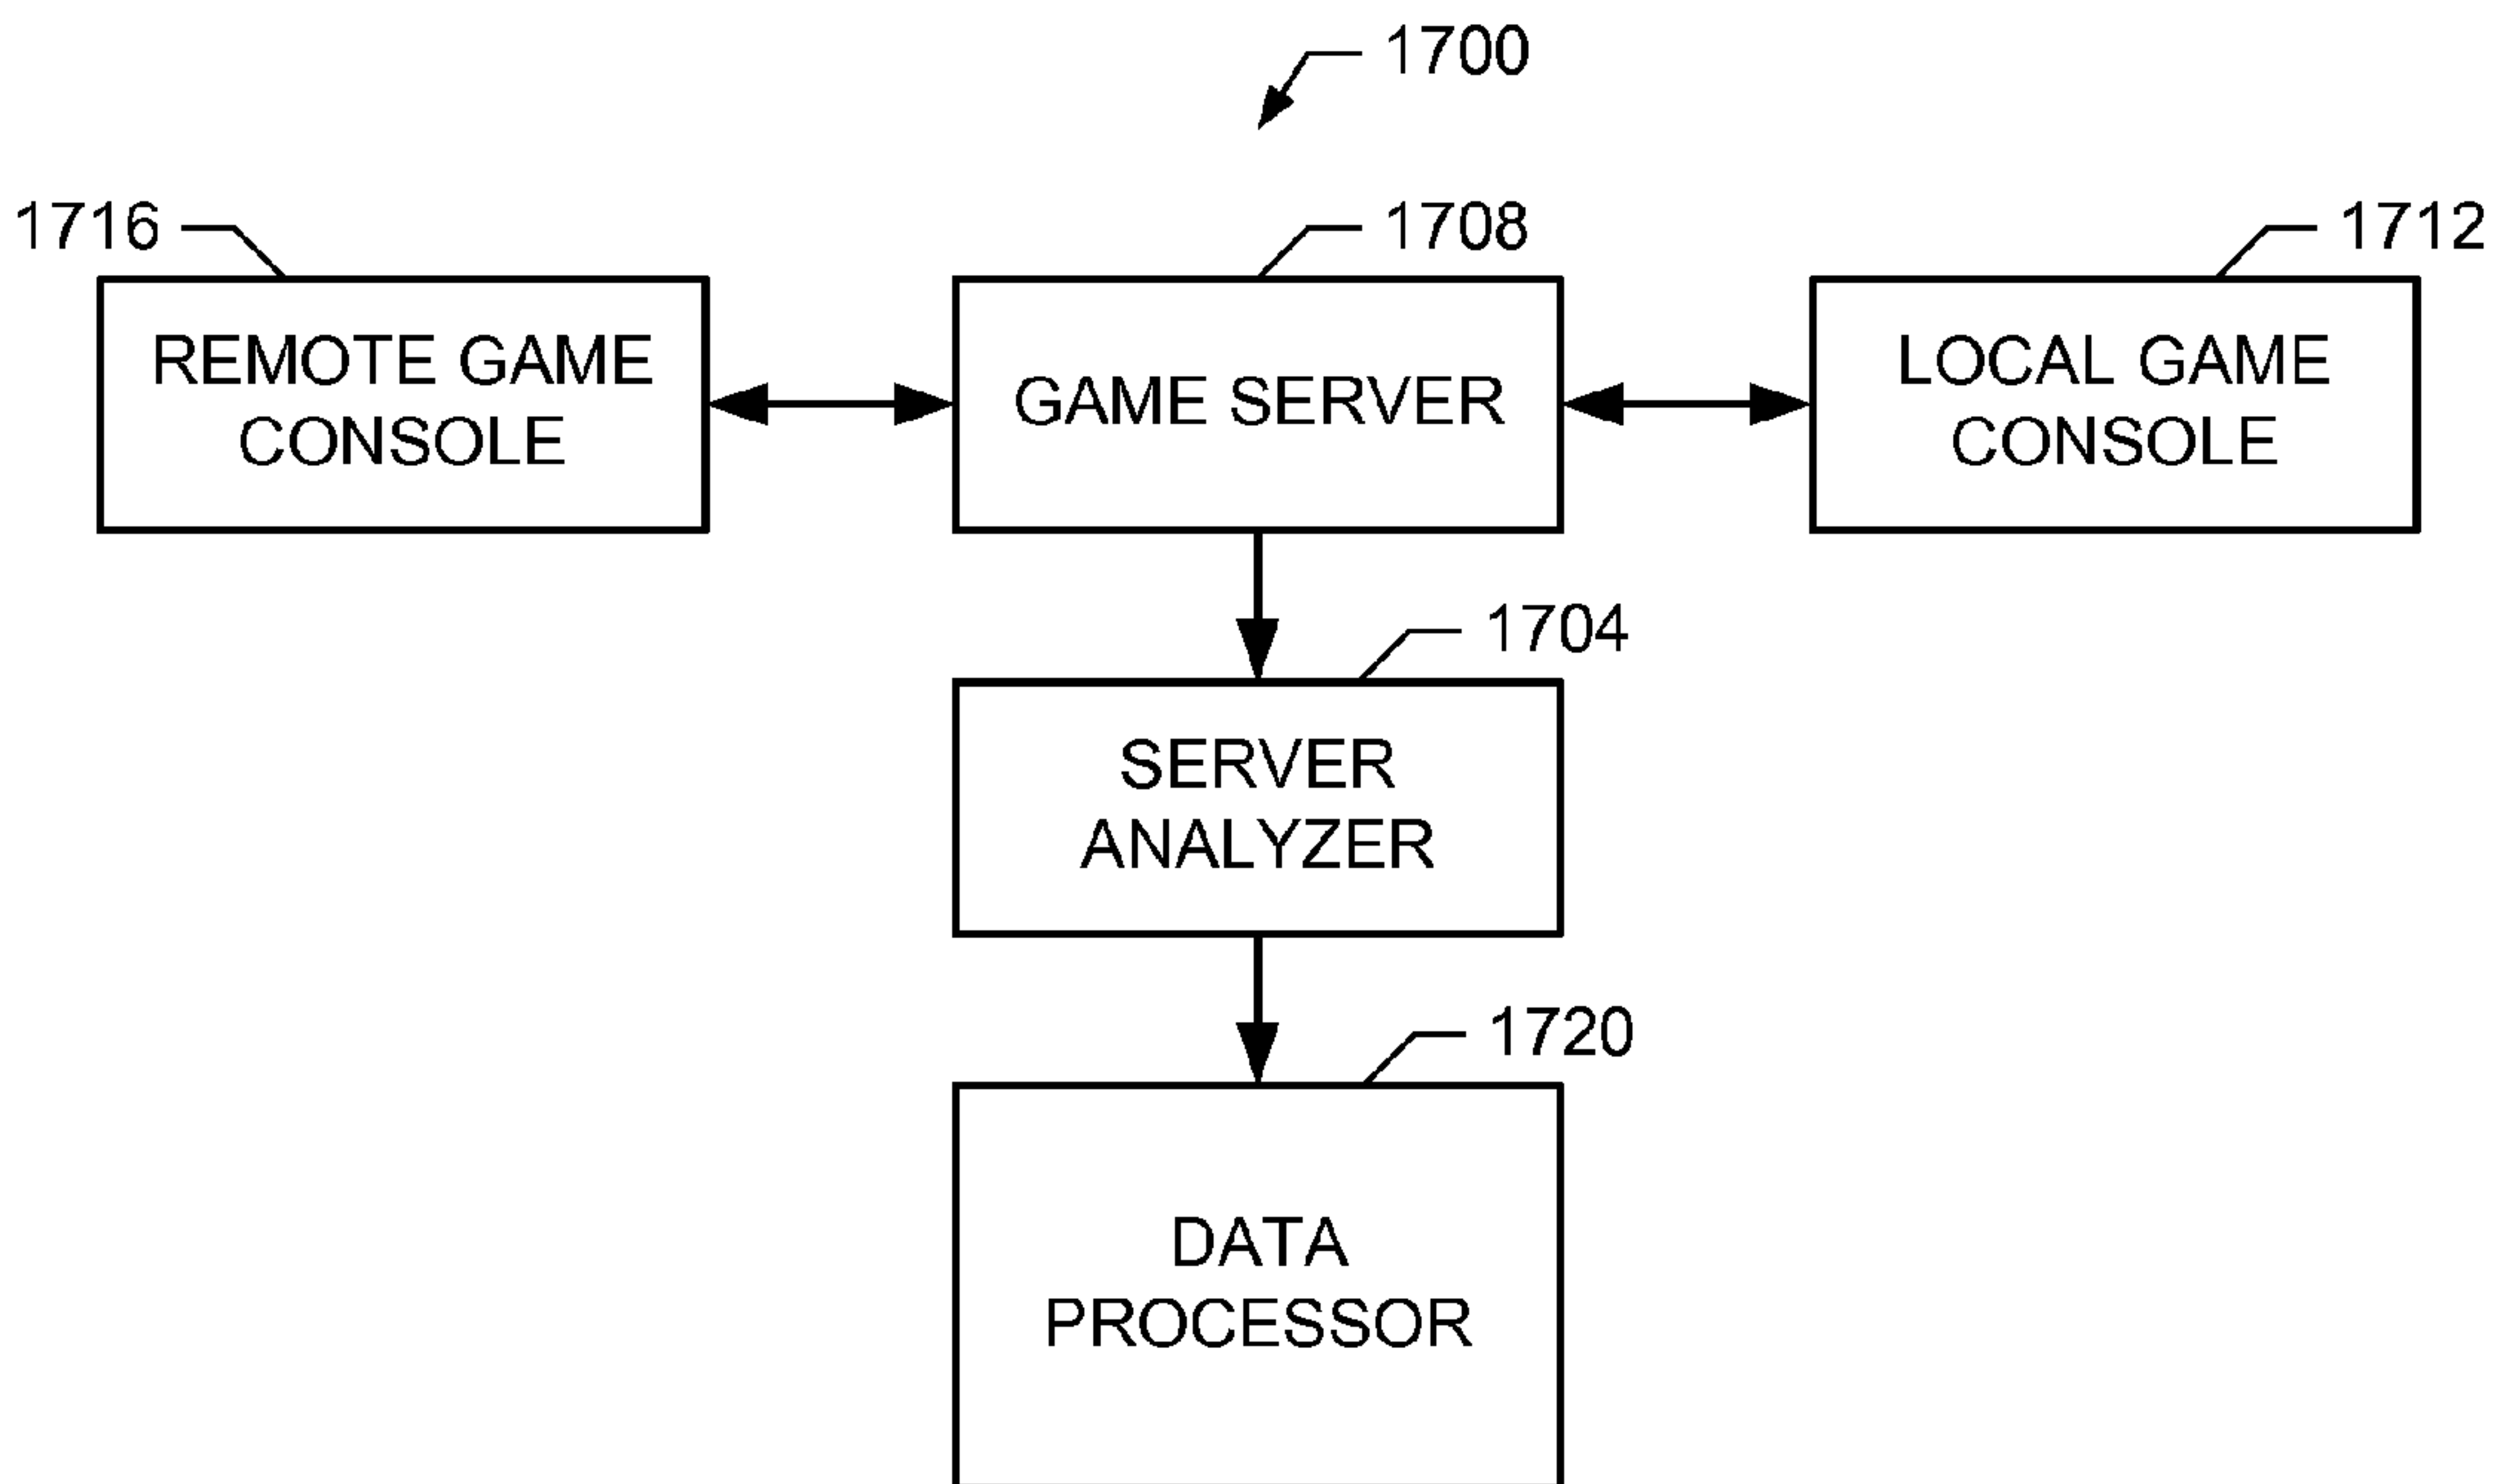 1700
1716
1708
1712
REMOTE GAME
CONSOLE
GAME SERVER
LOCAL GAME
CONSOLE
1704
SERVER
ANALYZER
1720
DATA
PROCESSOR